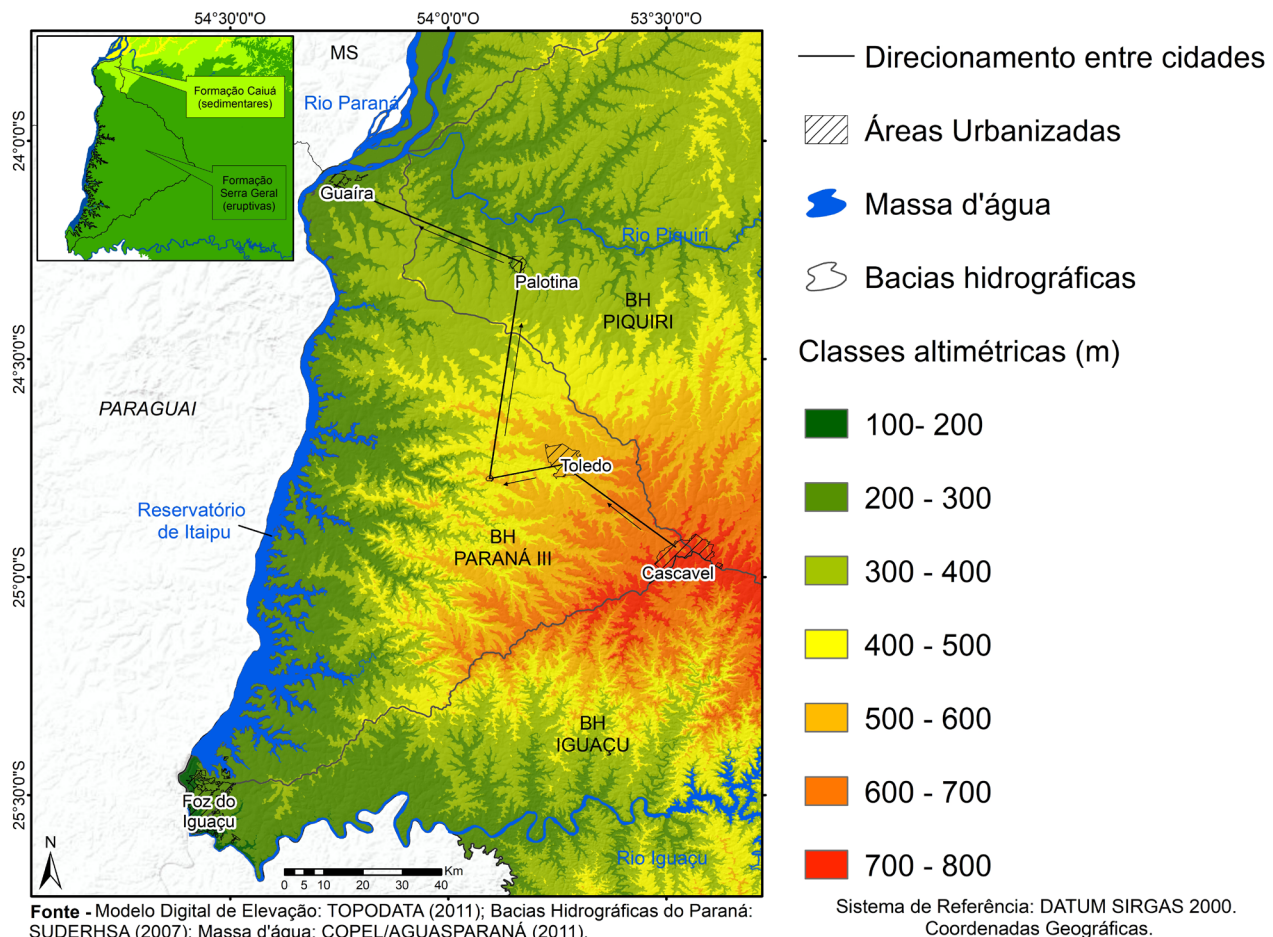 54°30'0"O
54°0'0"O
53°30'0"O
24°0'0"S
24°30'0"S
25°0'0"S
25°30'0"S
Formação Caiuá
(sedimentares)
Formação
Serra Geral
(eruptivas)
MS
Rio Paraná
Guaíra
Rio Piquiri
Palotina
BH
PIQUIRI
PARAGUAI
Toledo
Reservatório
de Itaipu
BH
PARANÁ III
Cascavel
BH
IGUAÇU
Foz do
Iguaçu
Rio Iguaçu
N
Km
0 5 10 20 30 40
Fonte - Modelo Digital de Elevação: TOPODATA (2011); Bacias Hidrográficas do Paraná:
SUDERHSA (2007); Massa d'água: COPEL/AGUASPARANÁ (2011).
Direcionamento entre cidades
Áreas Urbanizadas
Massa d'água
Bacias hidrográficas
Classes altimétricas (m)
100- 200
200 - 300
300 - 400
400 - 500
500 - 600
600 - 700
700 - 800
Sistema de Referência: DATUM SIRGAS 2000.
Coordenadas Geográficas.